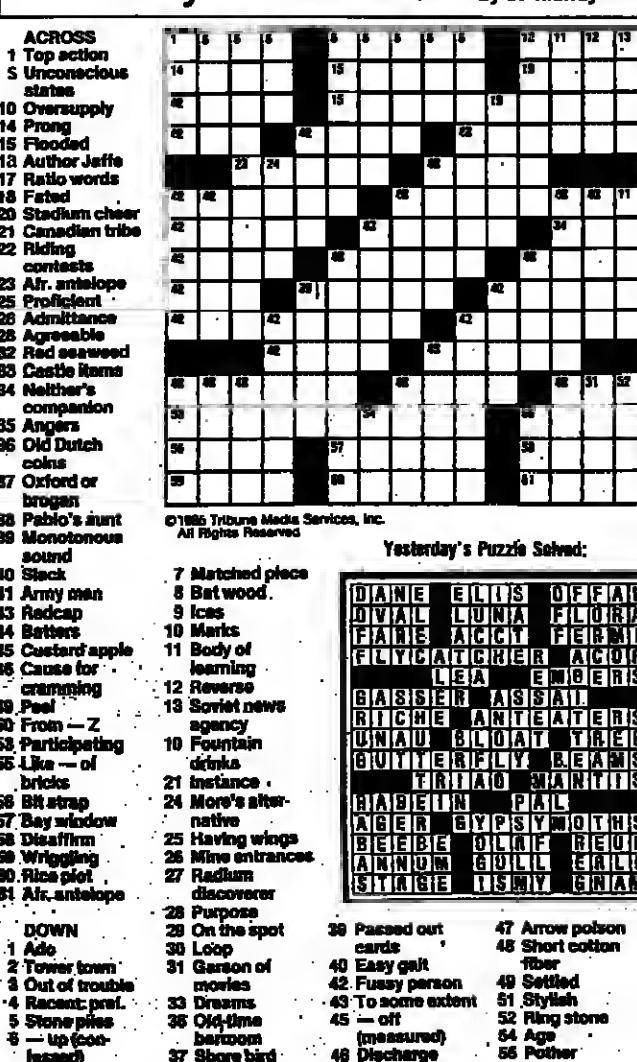 ACROSS
1 Top action
5 Unconscious
states
10 Oversupply
14 Prong
15 Flooded
Author Jaffe
17 Ratio words
18 Fated
20 Stadium cheer
21 Canadian tribe
22 Riding
contests
23 Afr. antelope
25 Proficient
26 Admittance
28 Agreeable
32 Red seaweed
33 Castle items
34 Neither's
companion
35 Angers
36 Old Dutch
coins
37 Oxford or
brogan
38 Pablo's aunt
39 Monotonous
sound
40 Slack
41 Army man
43 Redcap
44 Batters
45 Custard apple
46 Cause for
cramming
49 Peel
50 From — Z
53 Participating
55 Like — of
bricks
56 Bit strap
57 Bay window
58 Disaffirm
59 Wriggling
60 Rice plot
61 Afr. antelope
DOWN
1 Ado
2 Tower town
3 Out of trouble
4 Recent: pref.
5 Stone piles
6 — up (con-
fessed)
©1985 Tribune Media Services, Inc.
All Rights Reserved
7 Matched piece
8 Bat wood
9 Ices
10 Marks
11 Body of
learning
12 Reverse
13 Soviet news
agency
19 Fountain
drinks
21 Instance
24 More's alter-
native
25 Having wings
26 Mine entrances
27 Radium
discoverer
28 Purpose
29 On the spot
30 Loop
31 Garson of
movies
33 Dreams
36 Old-time
barroom
37 Shore bird
Yesterday's Puzzle Solved:
DANE ELIS OFFA
OVAL LUNA FLORA
FARE ACCT FERMI
FLYCATCHER ACOR
LEA EMBERS
GASSER ASSAIL
RICHE ANTEATERS
UNAU BLOAT TREE
BUTTERFLY BEAMS
TRIAD MANTIS
RABEIN PAL
AGER GYPSYMOTHS
BEEBE OLAF REUE
ANNUM GULL ERLE
STAGE ISMY GNAW
39 Passed out
cards
40 Easy gait
42 Fussy person
43 To some extent
45 — off
(measured)
46 Discharge
47 Arrow poison
48 Short cotton
fiber
49 Settled
51 Stylish
52 Ring stone
54 Age
55 Pother